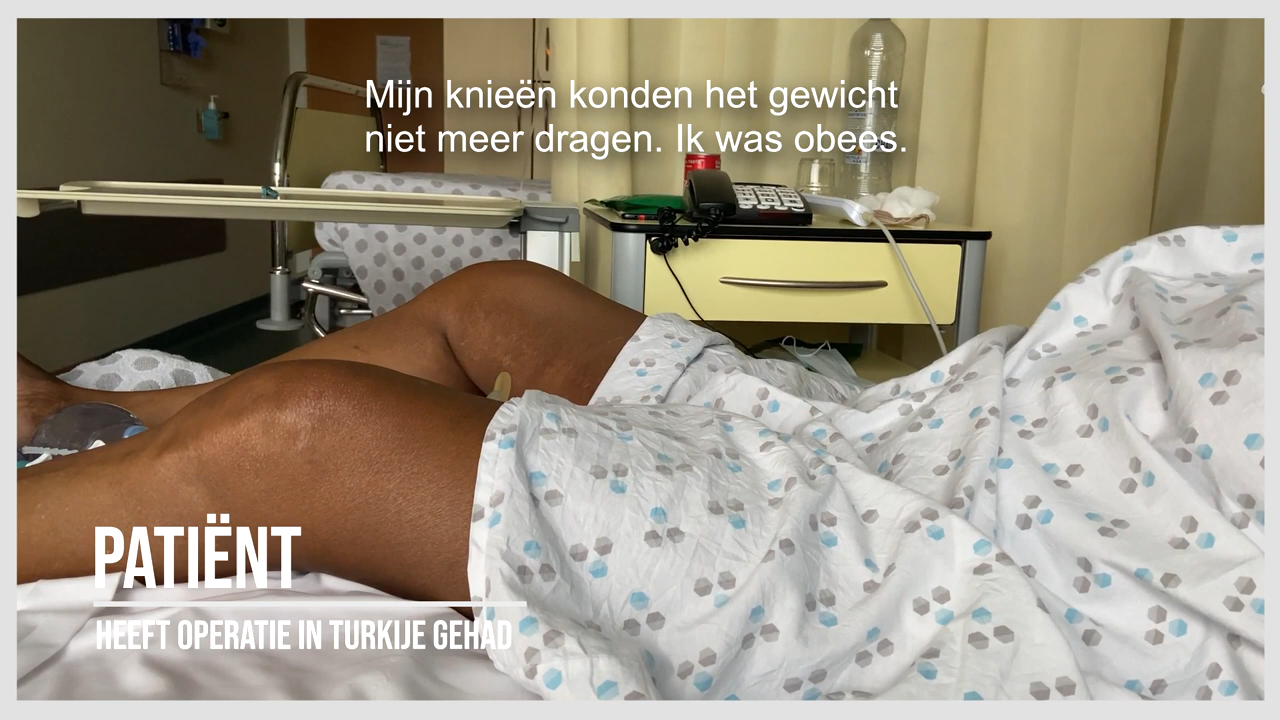 Mijn knieën konden het gewicht
niet meer dragen. Ik was obees.
PATIËNT
HEEFT OPERATIE IN TURKIJE GEHAD